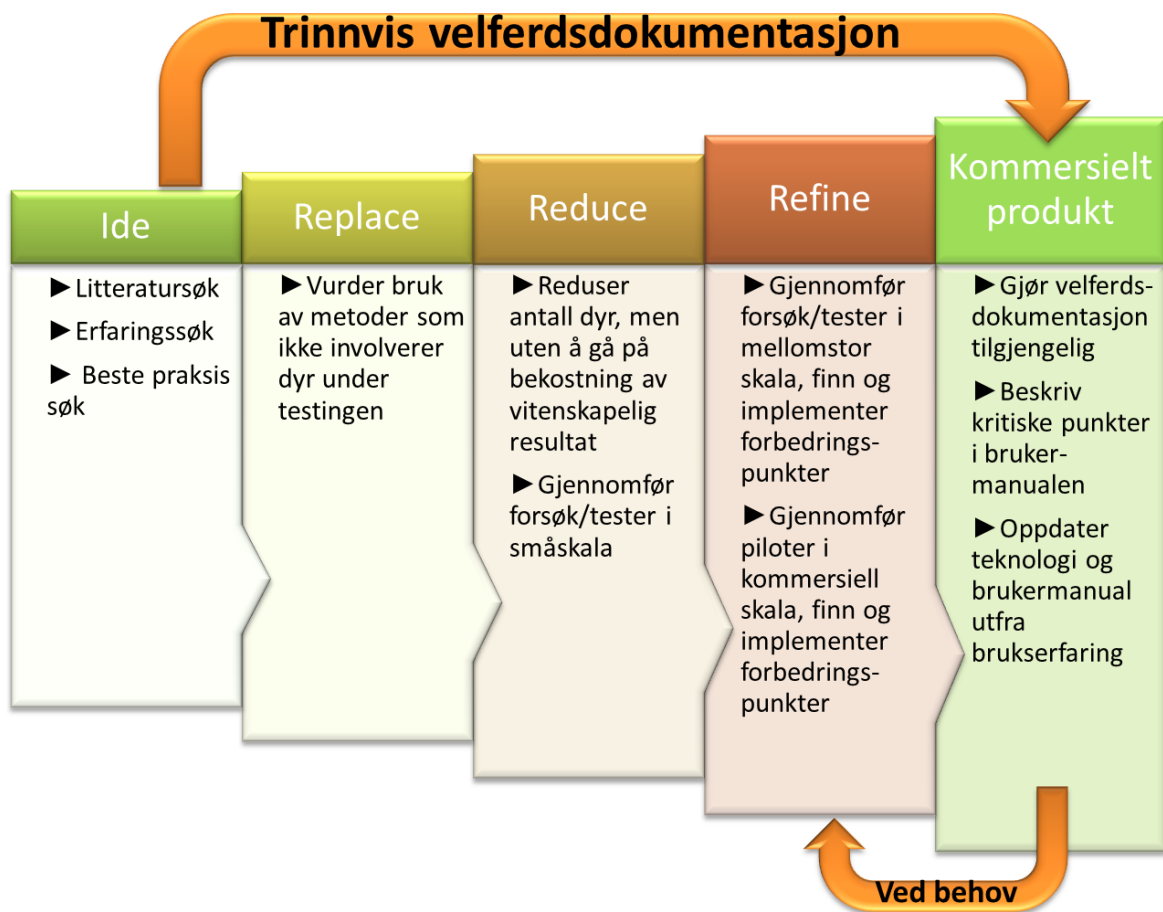 Trinnvis velferdsdokumentasjon
Ide
►Litteratursøk
►Erfaringssøk
► Beste praksis
søk
Replace
►Vurder bruk
av metoder som
ikke involverer
dyr under
testingen
Reduce
►Reduser
antall dyr, men
uten å gå på
bekostning av
vitenskapelig
resultat
►Gjennomfør
forsøk/tester i
småskala
Refine
►Gjennomfør
forsøk/tester i
mellomstor
skala, finn og
implementer
forbedrings-
punkter
►Gjennomfør
piloter i
kommersiell
skala, finn og
implementer
forbedrings-
punkter
Kommersielt
produkt
►Gjør velferds-
dokumentasjon
tilgjengelig
►Beskriv
kritiske punkter
i bruker-
manualen
►Oppdater
teknologi og
brukermanual
utfra
brukserfaring
Ved behov